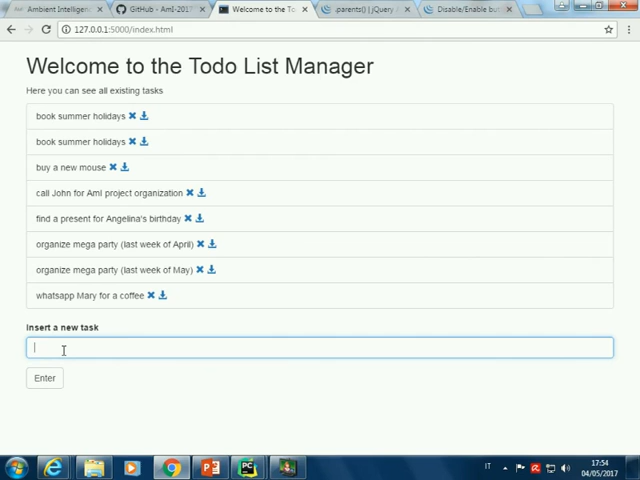 Ambient Intelligenc
GitHub - AmI-2017
Welcome to the To
.parents() | jQuery
Disable/Enable bu
127.0.0.1:5000/index.html
Welcome to the Todo List Manager
Here you can see all existing tasks
book summer holidays
book summer holidays
buy a new mouse
call John for AmI project organization
find a present for Angelina's birthday
organize mega party (last week of April)
organize mega party (last week of May)
whatsapp Mary for a coffee
Insert a new task
Enter
IT
17:54
04/05/2017